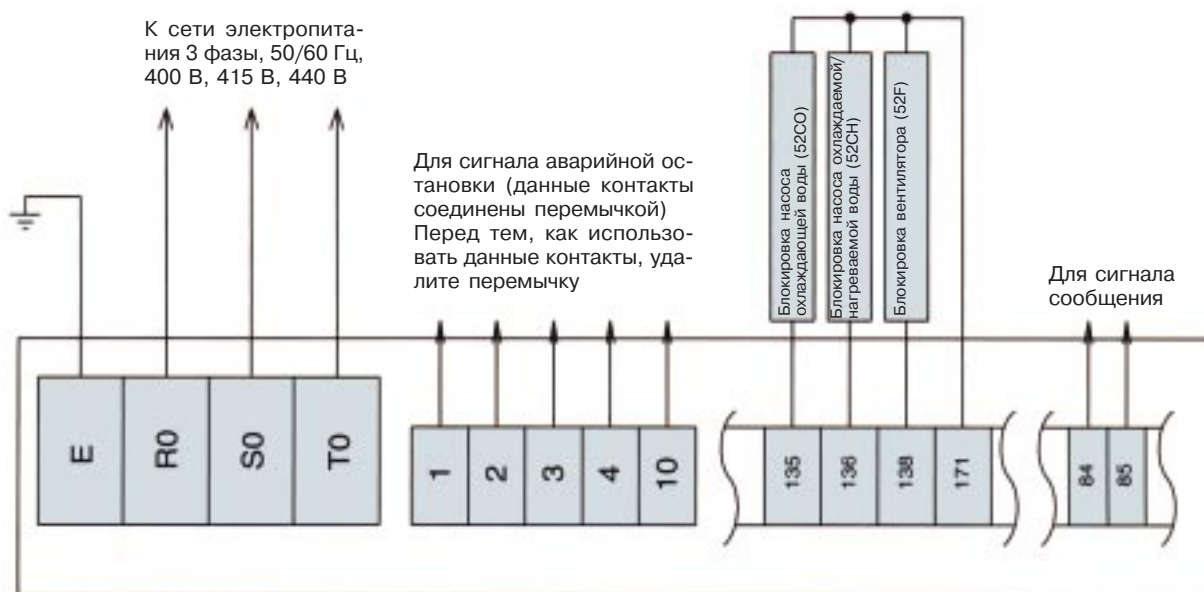 К сети электропита-
ния 3 фазы, 50/60 Гц,
400 В, 415 В, 440 В
Для сигнала аварийной ос-
тановки (данные контакты
соединены перемычкой)
Перед тем, как использо-
вать данные контакты, уда-
лите перемычку
Блокировка насоса
охлаждающей воды (52CO)
Блокировка насоса охлаждаемой/
нагреваемой воды (52CH)
Блокировка вентилятора (52F)
Для сигнала
сообщения
E
R0
S0
T0
1
2
3
4
10
135
136
138
171
84
85